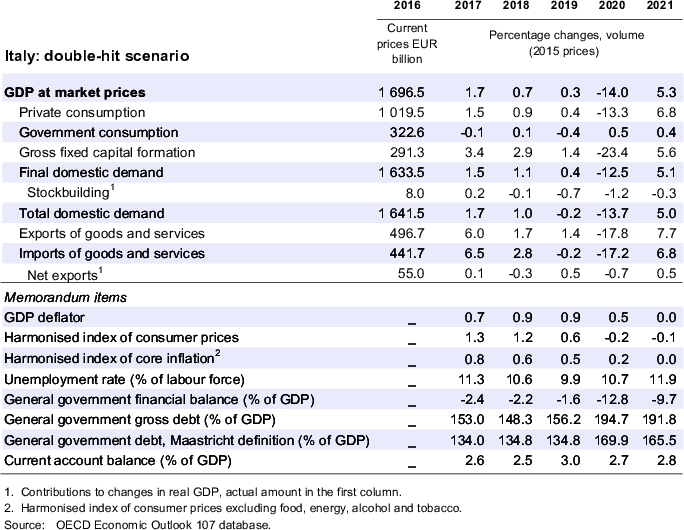 2016 2017 2018 2019 2020 2021
Italy: double-hit scenario
Current prices EUR billion
Percentage changes, volume
(2015 prices)
GDP at market prices 1 696.5 1.7 0.7 0.3 -14.0 5.3
Private consumption 1 019.5 1.5 0.9 0.4 -13.3 6.8
Government consumption 322.6 -0.1 0.1 -0.4 0.5 0.4
Gross fixed capital formation 291.3 3.4 2.9 1.4 -23.4 5.6
Final domestic demand 1 633.5 1.5 1.1 0.4 -12.5 5.1
Stockbuilding1 8.0 0.2 -0.1 -0.7 -1.2 -0.3
Total domestic demand 1 641.5 1.7 1.0 -0.2 -13.7 5.0
Exports of goods and services 496.7 6.0 1.7 1.4 -17.8 7.7
Imports of goods and services 441.7 6.5 2.8 -0.2 -17.2 6.8
Net exports1 55.0 0.1 -0.3 0.5 -0.7 0.5
Memorandum items
GDP deflator _ 0.7 0.9 0.9 0.5 0.0
Harmonised index of consumer prices _ 1.3 1.2 0.6 -0.2 -0.1
Harmonised index of core inflation2 _ 0.8 0.6 0.5 0.2 0.0
Unemployment rate (% of labour force) _ 11.3 10.6 9.9 10.7 11.9
General government financial balance (% of GDP) _ -2.4 -2.2 -1.6 -12.8 -9.7
General government gross debt (% of GDP) _ 153.0 148.3 156.2 194.7 191.8
General government debt, Maastricht definition (% of GDP) _ 134.0 134.8 134.8 169.9 165.5
Current account balance (% of GDP) _ 2.6 2.5 3.0 2.7 2.8
1. Contributions to changes in real GDP, actual amount in the first column.
2. Harmonised index of consumer prices excluding food, energy, alcohol and tobacco.
Source: OECD Economic Outlook 107 database.